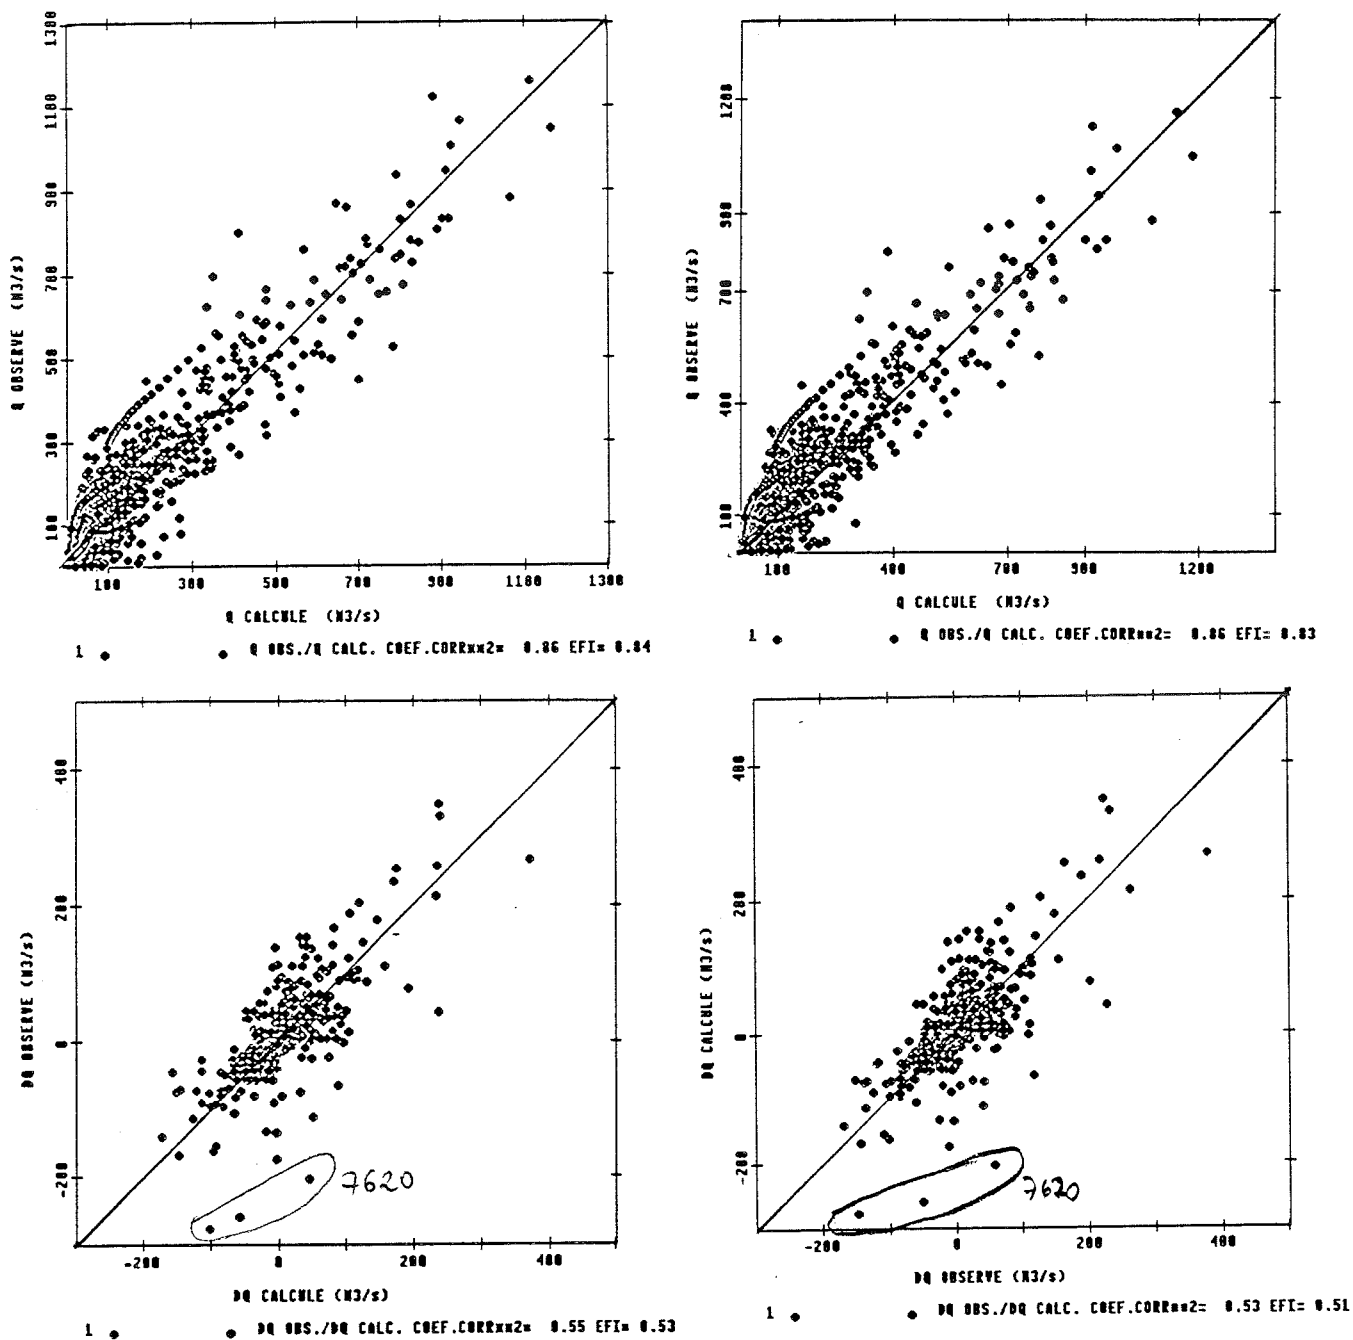 1300
1100
900
700
500
300
100
Q OBSERVE (M3/s)
100 300 500 700 900 1100 1300
Q CALCULE (M3/s)
1 Q OBS./Q CALC. COEF.CORR**2= 0.86 EFI= 0.84
1200
900
700
400
100
Q OBSERVE (M3/s)
100 400 700 900 1200
Q CALCULE (M3/s)
1 Q OBS./Q CALC. COEF.CORR**2= 0.86 EFI= 0.83
400
200
0
-200
DQ OBSERVE (M3/s)
7620
-200 0 200 400
DQ CALCULE (M3/s)
1 DQ OBS./DQ CALC. COEF.CORR**2= 0.55 EFI= 0.53
400
200
0
-200
DQ CALCULE (M3/s)
7620
-200 0 200 400
DQ OBSERVE (M3/s)
1 DQ OBS./DQ CALC. COEF.CORR**2= 0.53 EFI= 0.51